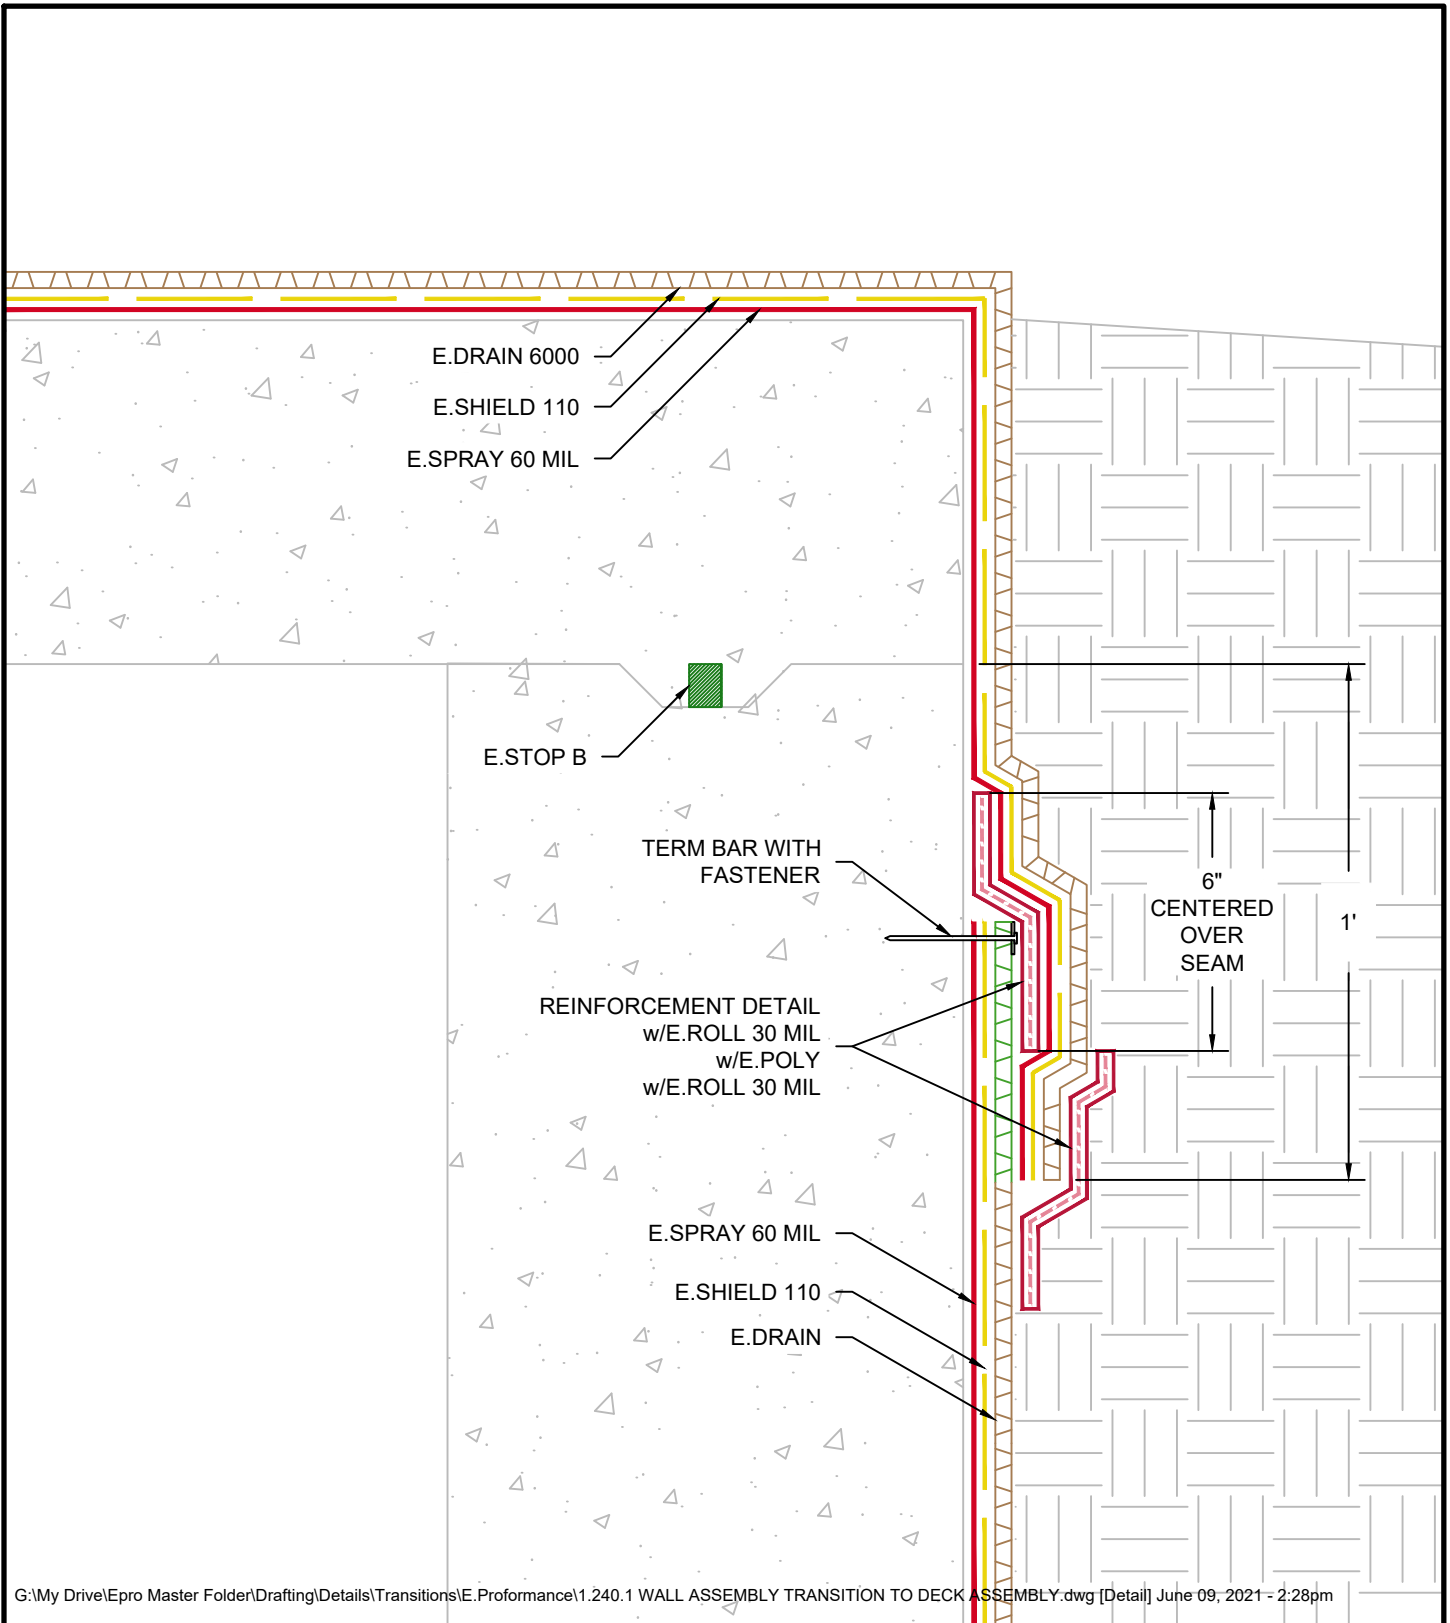 E.DRAIN 6000
E.SHIELD 110
E.SPRAY 60 MIL
E.STOP B
TERM BAR WITH
FASTENER
6"
CENTERED
OVER
SEAM
1'
REINFORCEMENT DETAIL
w/E.ROLL 30 MIL
w/E.POLY
w/E.ROLL 30 MIL
E.SPRAY 60 MIL
E.SHIELD 110
E.DRAIN
G:\My Drive\Epro Master Folder\Drafting\Details\Transitions\E.Proformance\1.240.1 WALL ASSEMBLY TRANSITION TO DECK ASSEMBLY.dwg [Detail] June 09, 2021 - 2:28pm